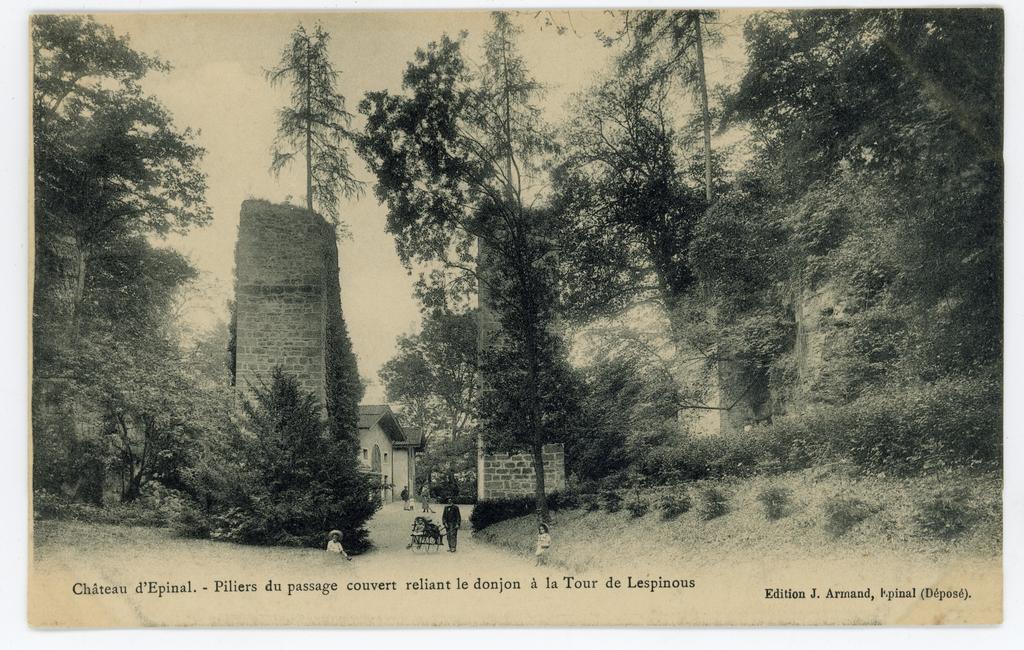 Château d'Epinal. - Piliers du passage couvert reliant le donjon à la Tour de Lespinous
Edition J. Armand, Epinal (Déposé).